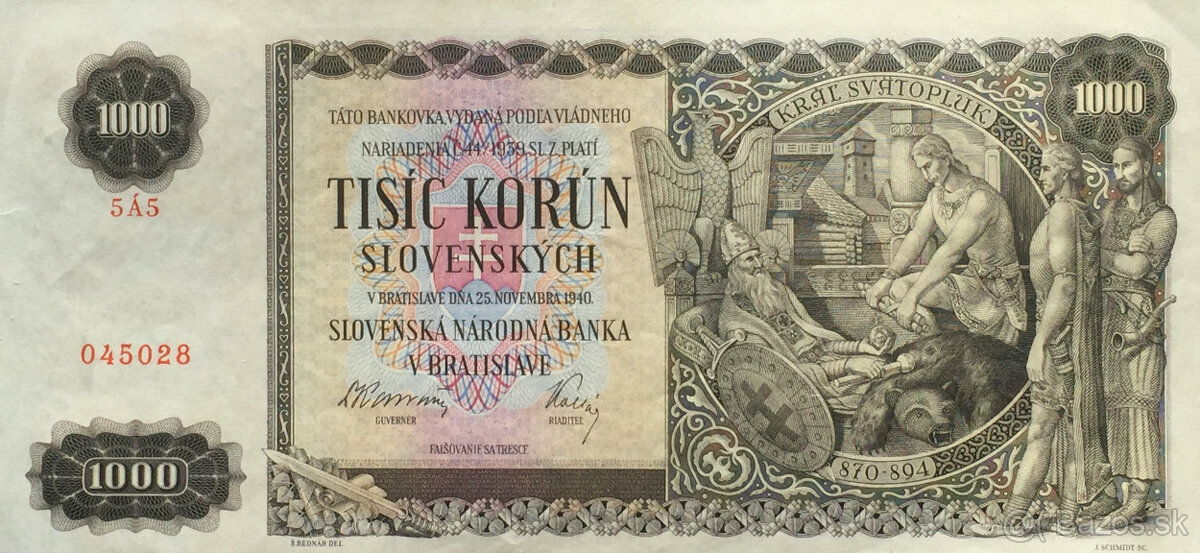 1000
5Á5
045028
1000
TÁTO BANKOVKA, VYDANÁ PODĽA VLÁDNEHO
NARIADENIA Č. 44/1939 SL. Z. PLATÍ
TISÍC KORÚN
SLOVENSKÝCH
V BRATISLAVE DŇA 25. NOVEMBRA 1940.
SLOVENSKÁ NÁRODNÁ BANKA
V BRATISLAVE
GUVERNÉR
RIADITEĽ
FALŠOVANIE SA TRESCE
Š. BEDNÁR DEL.
KRÁĽ SVÄTOPLUK
1000
870-894
J. SCHMIDT SC.